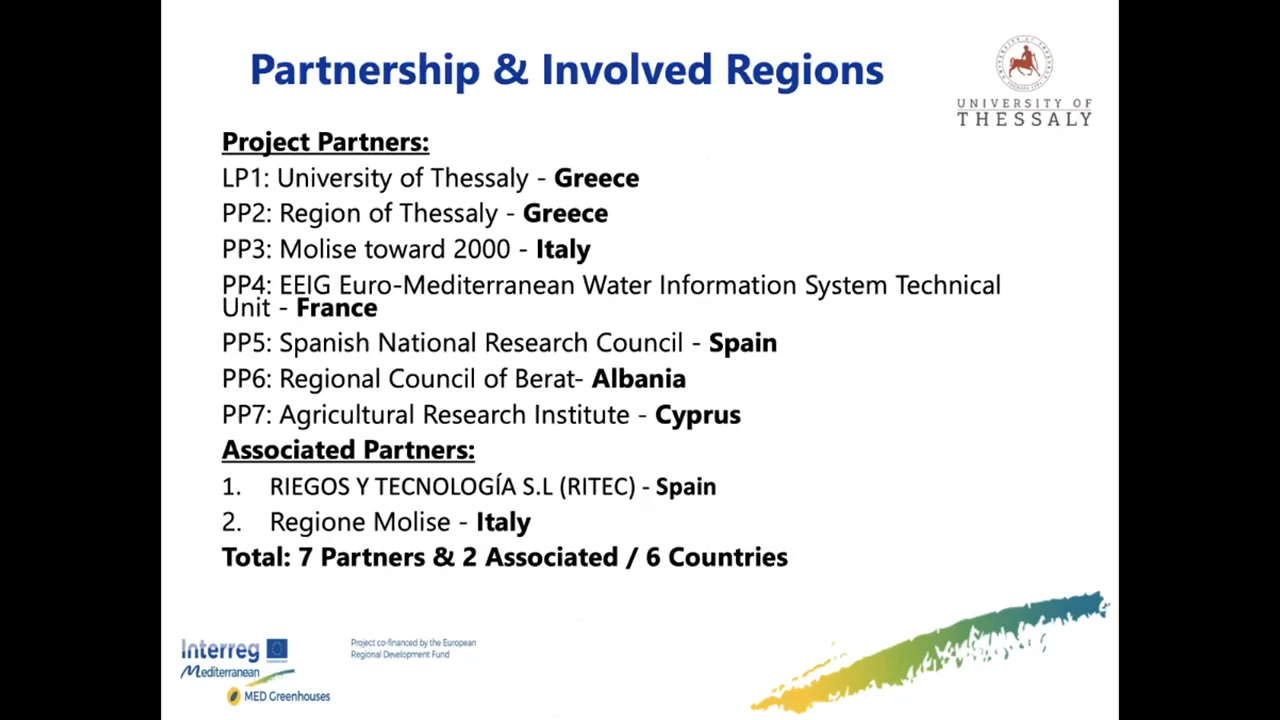 Partnership & Involved Regions
UNIVERSITY OF
THESSALY
Project Partners:
LP1: University of Thessaly - Greece
PP2: Region of Thessaly - Greece
PP3: Molise toward 2000 - Italy
PP4: EEIG Euro-Mediterranean Water Information System Technical
Unit - France
PP5: Spanish National Research Council - Spain
PP6: Regional Council of Berat- Albania
PP7: Agricultural Research Institute - Cyprus
Associated Partners:
1. RIEGOS Y TECNOLOGÍA S.L (RITEC) - Spain
2. Regione Molise - Italy
Total: 7 Partners & 2 Associated / 6 Countries
Interreg
Mediterranean
MED Greenhouses
Project co-financed by the European
Regional Development Fund